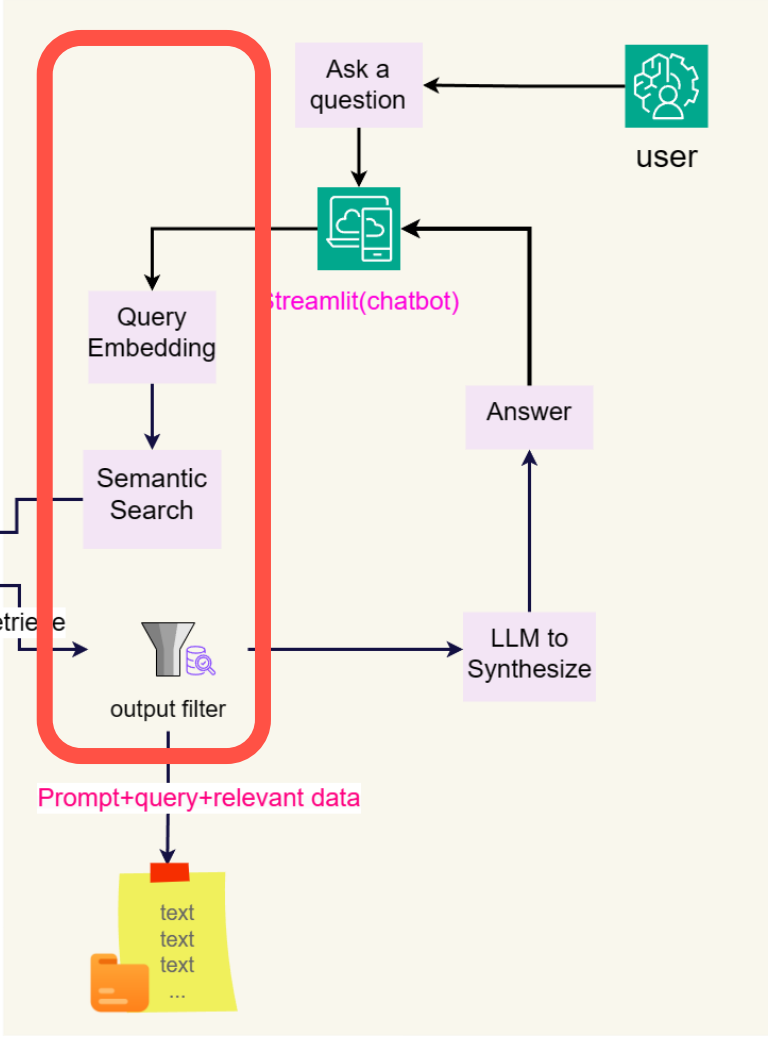 Ask a
question
user
Streamlit(chatbot)
Query
Embedding
Answer
Semantic
Search
etrieve
LLM to
Synthesize
output filter
Prompt+query+relevant data
text
text
text
...